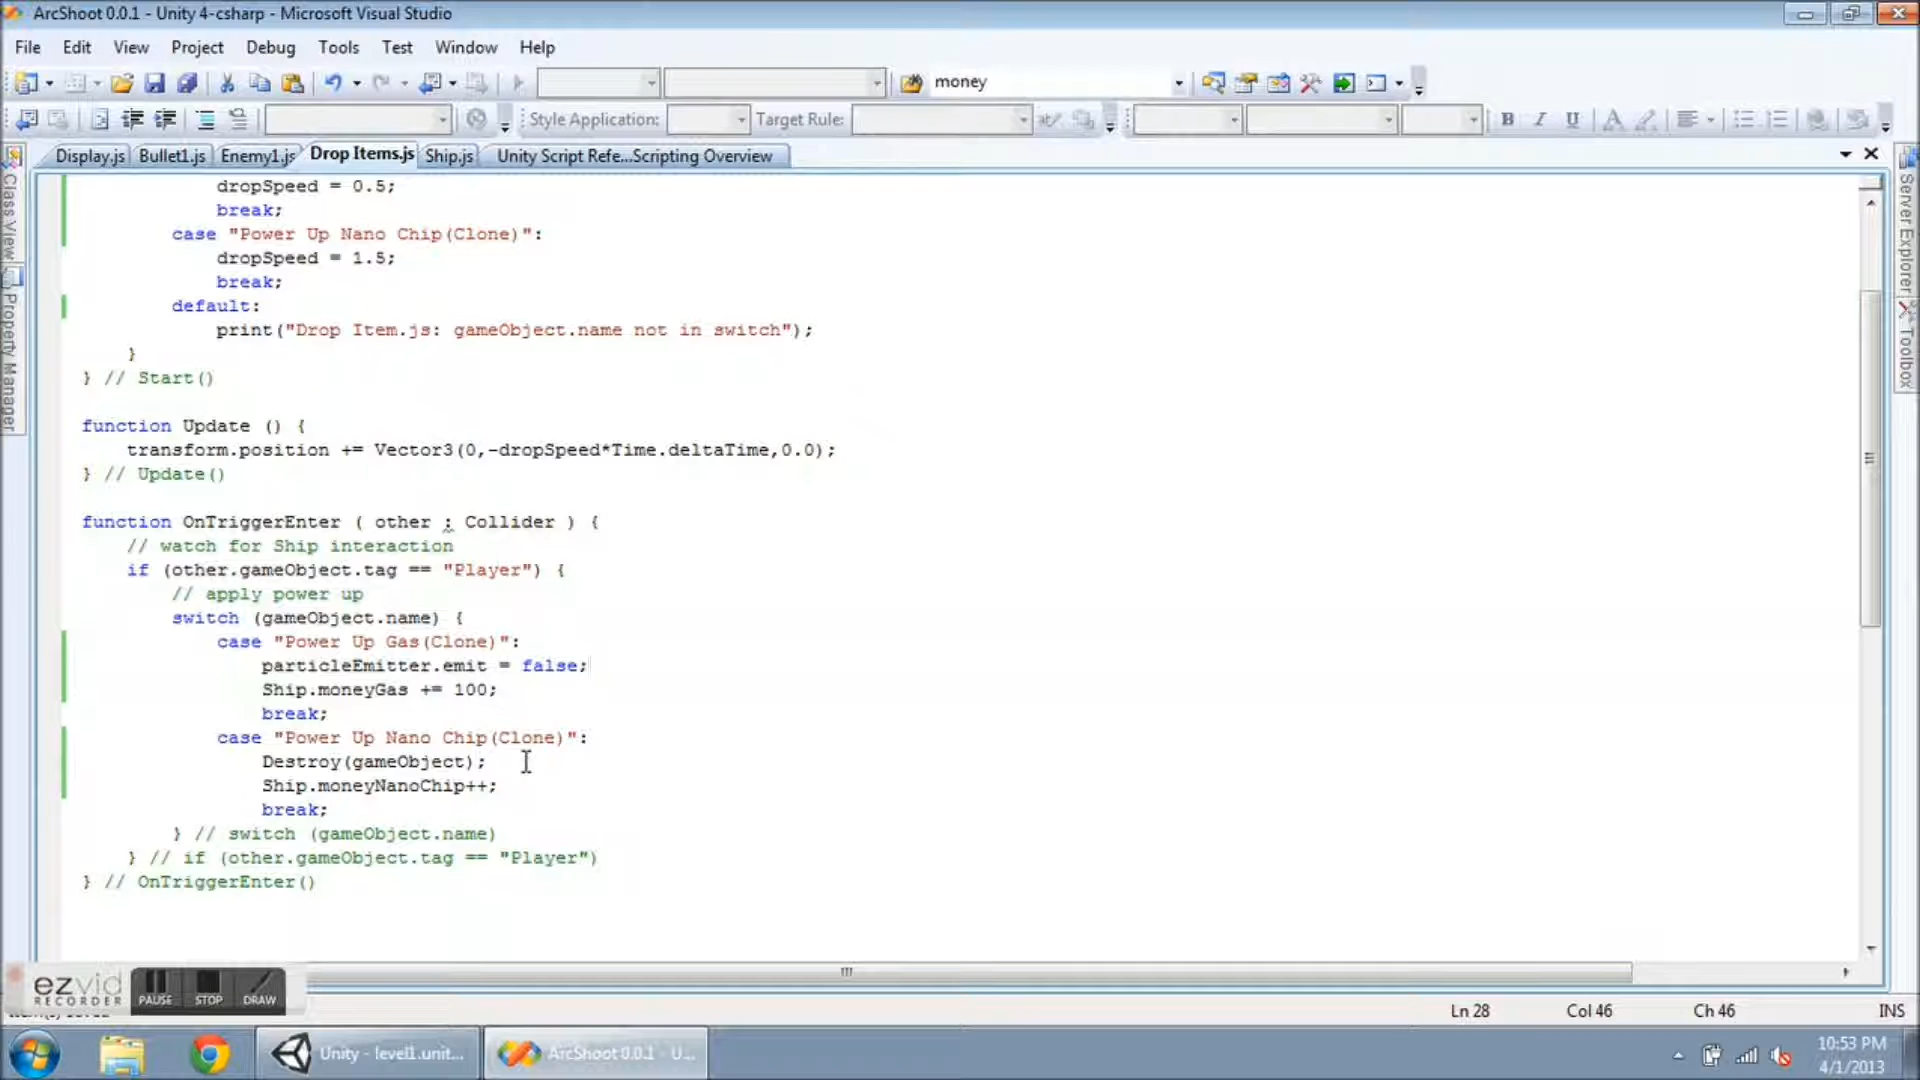 ArcShoot 0.0.1 - Unity 4-csharp - Microsoft Visual Studio
File Edit View Project Debug Tools Test Window Help
money
Style Application: Target Rule: B I U A
Display.js Bullet1.js Enemy1.js Drop Items.js Ship.js Unity Script Refe...Scripting Overview
Class View
Property Manager
Server Explorer
Toolbox
dropSpeed = 0.5;
break;
case "Power Up Nano Chip(Clone)":
dropSpeed = 1.5;
break;
default:
print("Drop Item.js: gameObject.name not in switch");
}
} // Start()
function Update () {
transform.position += Vector3(0,-dropSpeed*Time.deltaTime,0.0);
} // Update()
function OnTriggerEnter ( other : Collider ) {
// watch for Ship interaction
if (other.gameObject.tag == "Player") {
// apply power up
switch (gameObject.name) {
case "Power Up Gas(Clone)":
particleEmitter.emit = false;
Ship.moneyGas += 100;
break;
case "Power Up Nano Chip(Clone)":
Destroy(gameObject);
Ship.moneyNanoChip++;
break;
} // switch (gameObject.name)
} // if (other.gameObject.tag == "Player")
} // OnTriggerEnter()
ezvid
RECORDER
PAUSE STOP DRAW
Ln 28 Col 46 Ch 46 INS
Unity - level1.unit... ArcShoot 0.0.1 - U...
10:53 PM
4/1/2013